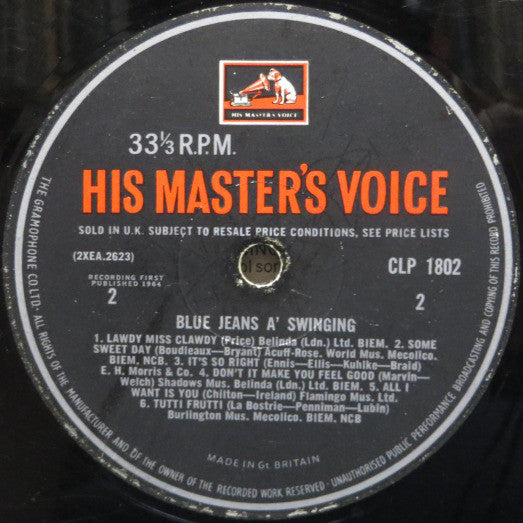 HIS MASTER'S VOICE
33⅓ R.P.M.
HIS MASTER'S VOICE
SOLD IN U.K. SUBJECT TO RESALE PRICE CONDITIONS, SEE PRICE LISTS
(2XEA.2623)
CLP 1802
RECORDING FIRST
PUBLISHED 1964
2
2
BLUE JEANS A' SWINGING
1. LAWDY MISS CLAWDY (Price) Belinda (Ldn.) Ltd. BIEM. 2. SOME
SWEET DAY (Boudleaux—Bryant) Acuff-Rose. World Mus. Mecolico.
BIEM. NCB. 3. IT'S SO RIGHT (Ennis—Ellis—Kuhlke—Braid)
E. H. Morris & Co. 4. DON'T IT MAKE YOU FEEL GOOD (Marvin—
Welch) Shadows Mus. Belinda (Ldn.) Ltd. BIEM. 5. ALL I
WANT IS YOU (Chilton—Ireland) Flamingo Mus. Ltd.
6. TUTTI FRUTTI (La Bostrie—Penniman—Lubin)
Burlington Mus. Mecolico. BIEM. NCB
MADE IN Gt. BRITAIN
THE GRAMOPHONE CO. LTD. · ALL RIGHTS OF THE MANUFACTURER AND OF THE OWNER OF THE RECORDED WORK RESERVED · UNAUTHORISED PUBLIC PERFORMANCE BROADCASTING AND COPYING OF THIS RECORD PROHIBITED